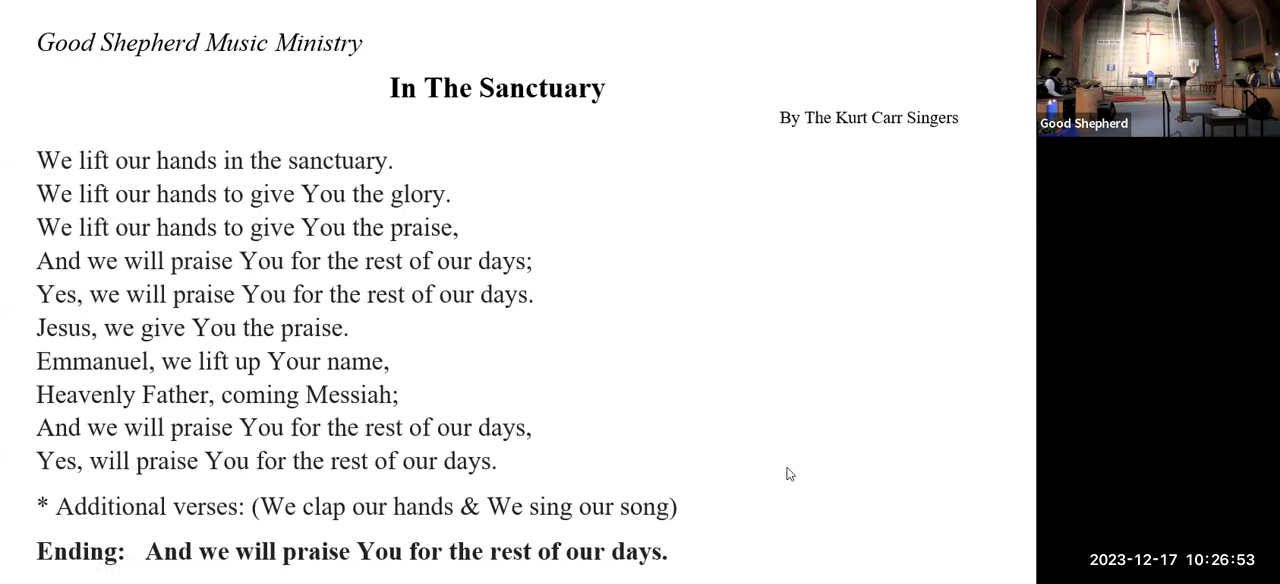 Good Shepherd Music Ministry
In The Sanctuary
By The Kurt Carr Singers
We lift our hands in the sanctuary.
We lift our hands to give You the glory.
We lift our hands to give You the praise,
And we will praise You for the rest of our days;
Yes, we will praise You for the rest of our days.
Jesus, we give You the praise.
Emmanuel, we lift up Your name,
Heavenly Father, coming Messiah;
And we will praise You for the rest of our days,
Yes, will praise You for the rest of our days.
* Additional verses: (We clap our hands & We sing our song)
Ending: And we will praise You for the rest of our days.
Good Shepherd
2023-12-17 10:26:53